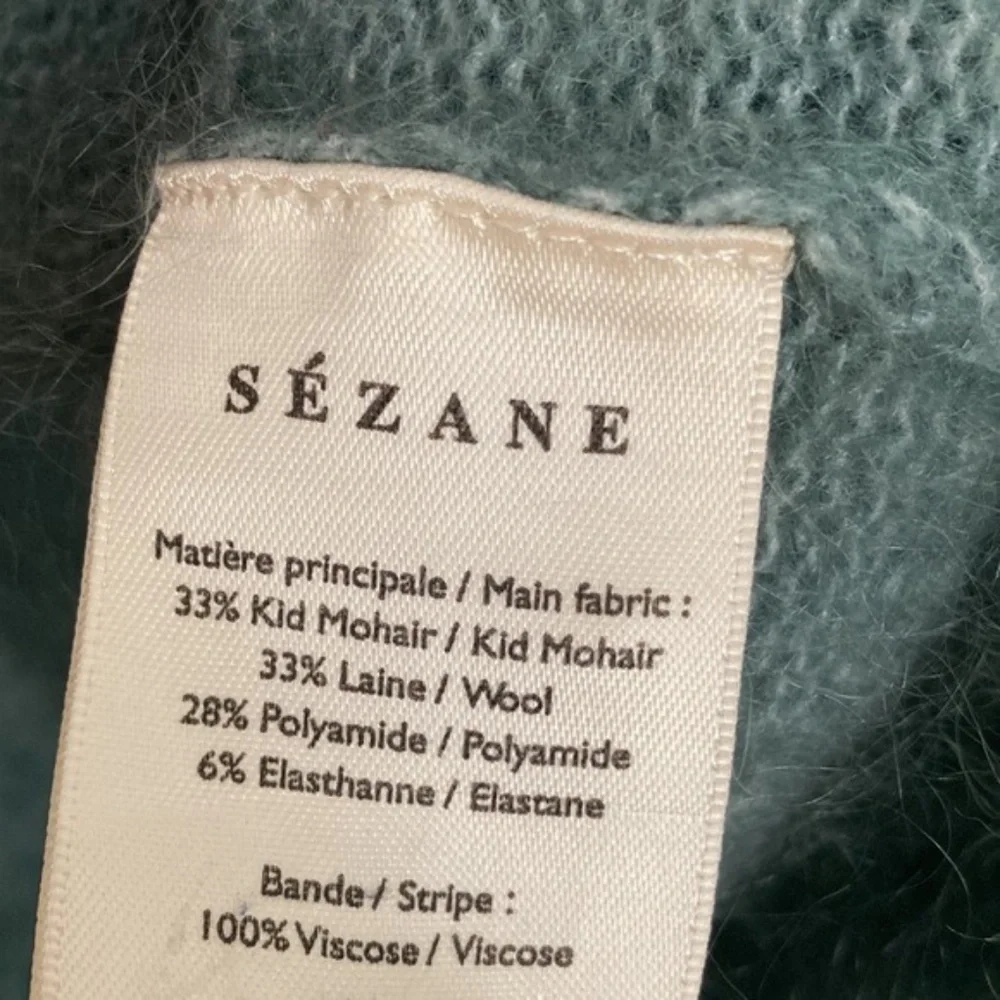 SÉZANE
Matière principale / Main fabric :
33% Kid Mohair / Kid Mohair
33% Laine / Wool
28% Polyamide / Polyamide
6% Elasthanne / Elastane
Bande / Stripe :
100% Viscose / Viscose